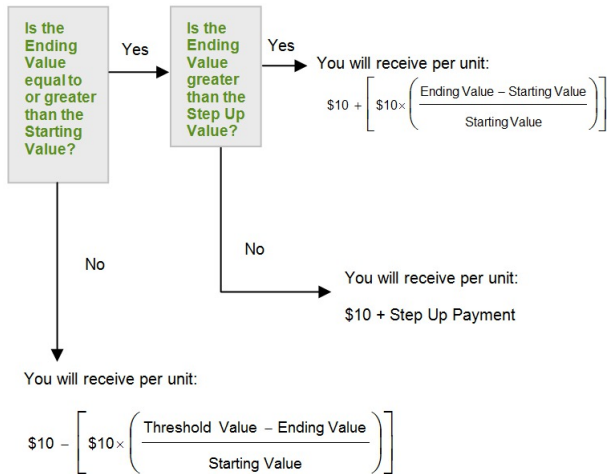 Is the
Ending
Value
equal to
or greater
than the
Starting
Value?
Yes
Is the
Ending
Value
greater
than the
Step Up
Value?
Yes
You will receive per unit:
$10 + [ $10× ( Ending Value – Starting Value
Starting Value ) ]
No
You will receive per unit:
$10 + Step Up Payment
No
You will receive per unit:
$10 – [ $10× ( Threshold Value – Ending Value
Starting Value ) ]